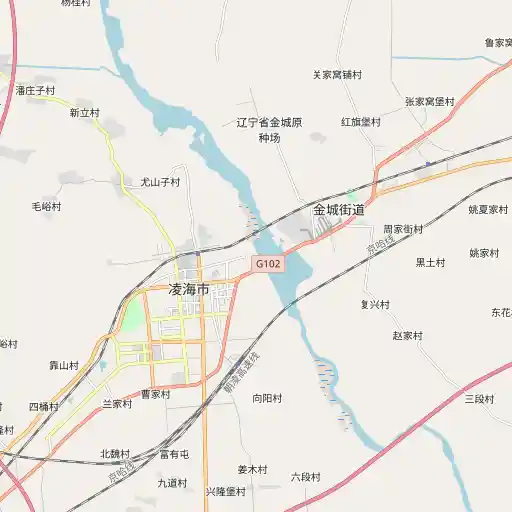 杨桂村
鲁家窝
潘庄子村
关家窝铺村
张家窝堡村
新立村
辽宁省金城原
种场
红旗堡村
尤山子村
毛峪村
金城街道
姚夏家村
周家街村
京哈线
黑土村
姚家村
G102
凌海市
复兴村
东花
赵家村
峪村
靠山村
朝凌高速线
向阳村
三段村
四桶村
兰家村
曹家村
隆村
北魏村
富有屯
京哈线
姜木村
六段村
九道村
兴隆堡村